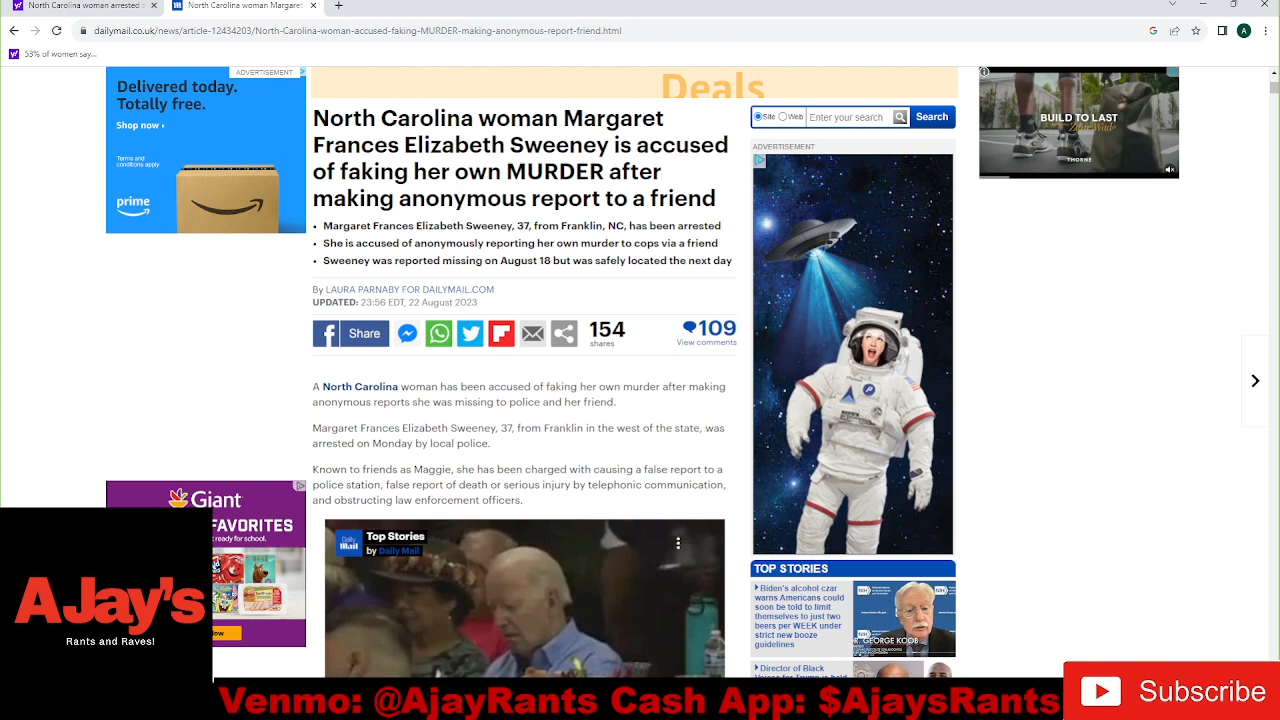 North Carolina woman arrested a
North Carolina woman Margaret
dailymail.co.uk/news/article-12434203/North-Carolina-woman-accused-faking-MURDER-making-anonymous-report-friend.html
A
53% of women say...
ADVERTISEMENT
Delivered today.
Totally free.
Shop now
Terms and
conditions apply
prime
Deals
North Carolina woman Margaret
Frances Elizabeth Sweeney is accused
of faking her own MURDER after
making anonymous report to a friend
Margaret Frances Elizabeth Sweeney, 37, from Franklin, NC, has been arrested
She is accused of anonymously reporting her own murder to cops via a friend
Sweeney was reported missing on August 18 but was safely located the next day
By LAURA PARNABY FOR DAILYMAIL.COM
UPDATED: 23:56 EDT, 22 August 2023
Share
154
shares
109
View comments
A North Carolina woman has been accused of faking her own murder after making
anonymous reports she was missing to police and her friend.
Margaret Frances Elizabeth Sweeney, 37, from Franklin in the west of the state, was
arrested on Monday by local police.
Known to friends as Maggie, she has been charged with causing a false report to a
police station, false report of death or serious injury by telephonic communication,
and obstructing law enforcement officers.
Daily Mail
Top Stories
by Daily Mail
Site Web Enter your search Search
ADVERTISEMENT
TOP STORIES
Biden's alcohol czar
warns Americans could
soon be told to limit
themselves to just two
beers per WEEK under
strict new booze
guidelines
NIH
DR. GEORGE KOOB
Director of Black
BUILD TO LAST
THORNE
Giant
FAVORITES
ready for school.
AJay's
Rants and Raves!
Venmo: @AjayRants Cash App: $AjaysRants
Subscribe